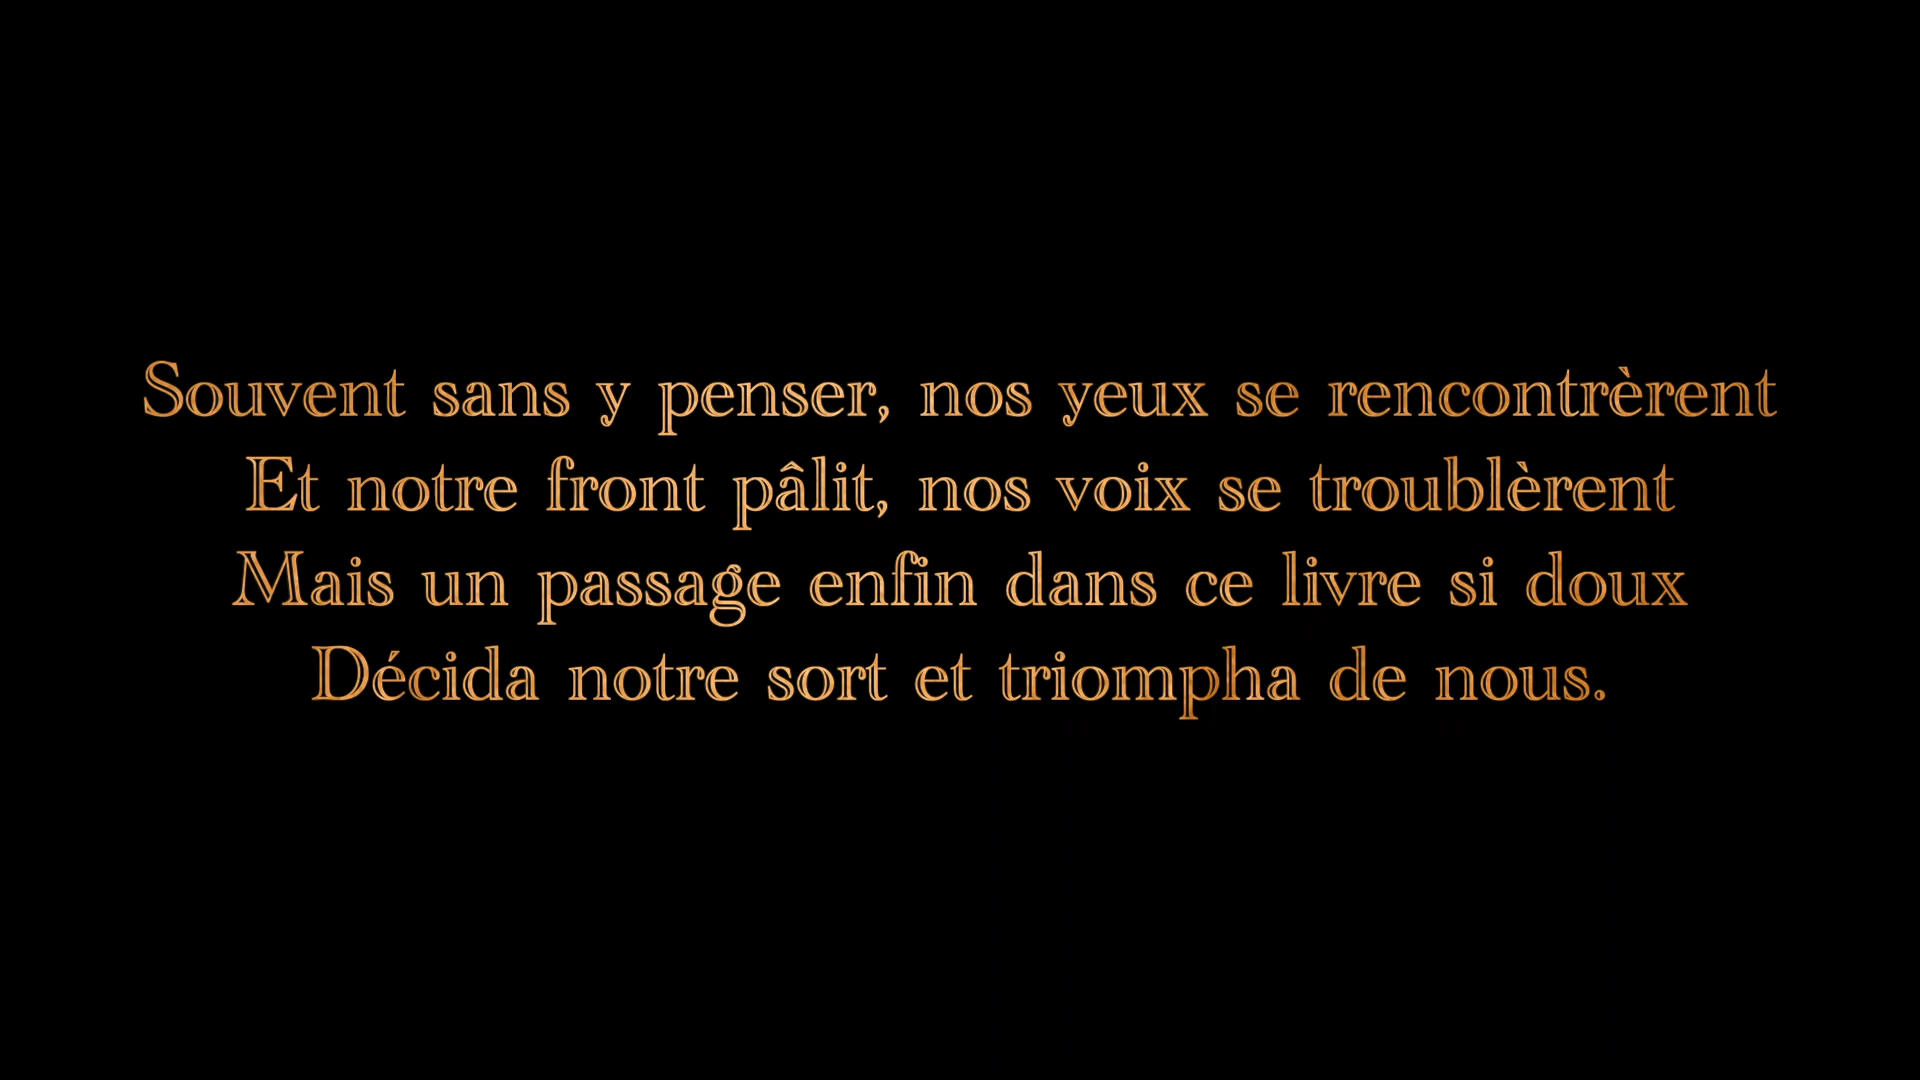 Souvent sans y penser, nos yeux se rencontrèrent
Et notre front pâlit, nos voix se troublèrent
Mais un passage enfin dans ce livre si doux
Décida notre sort et triompha de nous.